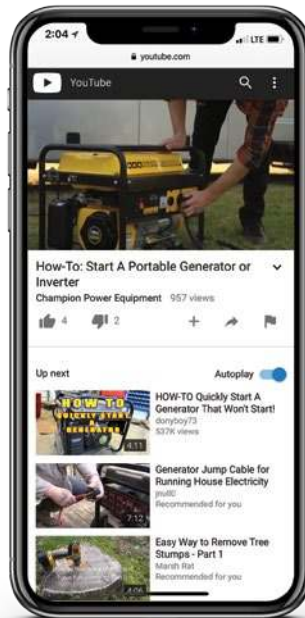 2:04
LTE
youtube.com
YouTube
How-To: Start A Portable Generator or
Inverter
Champion Power Equipment 957 views
4 2
Up next Autoplay
HOW-TO Quickly Start A
Generator That Won't Start!
donyboy73
537K views
HOW-TO
QUICKLY START
A
GENERATOR
4:11
Generator Jump Cable for
Running House Electricity
Recommended for you
7:12
Easy Way to Remove Tree
Stumps - Part 1
Marsh Rat
Recommended for you
4:06